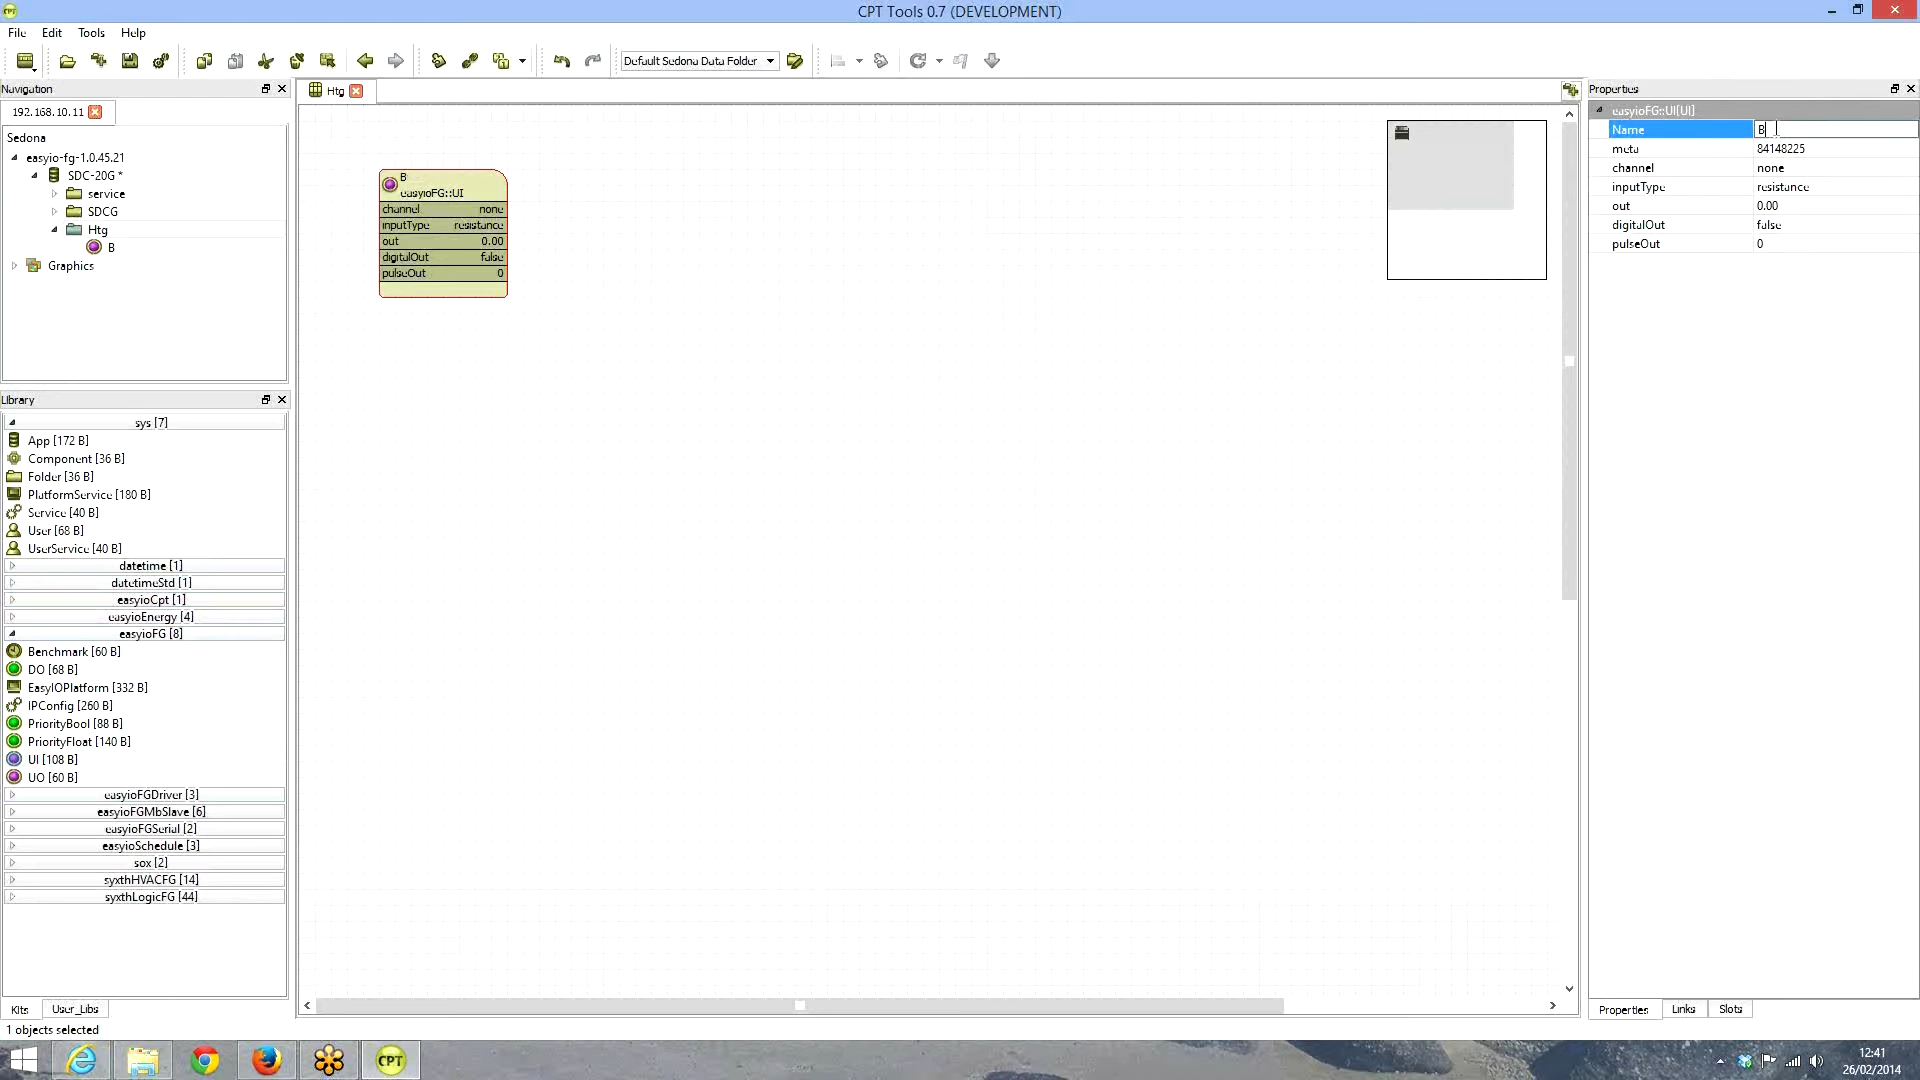 CPT
CPT Tools 0.7 (DEVELOPMENT)
File Edit Tools Help
Default Sedona Data Folder
Navigation
192.168.10.11
Sedona
easyio-fg-1.0.45.21
SDC-20G *
service
SDCG
Htg
B
Graphics
Library
sys [7]
App [172 B]
Component [36 B]
Folder [36 B]
PlatformService [180 B]
Service [40 B]
User [68 B]
UserService [40 B]
datetime [1]
datetimeStd [1]
easyioCpt [1]
easyioEnergy [4]
easyioFG [8]
Benchmark [60 B]
DO [68 B]
EasyIOPlatform [332 B]
IPConfig [260 B]
PriorityBool [88 B]
PriorityFloat [140 B]
UI [108 B]
UO [60 B]
easyioFGDriver [3]
easyioFGMbSlave [6]
easyioFGSerial [2]
easyioSchedule [3]
sox [2]
syxthHVACFG [14]
syxthLogicFG [44]
Kits User_Libs
1 objects selected
Htg
B
easyioFG::UI
channel none
inputType resistance
out 0.00
digitalOut false
pulseOut 0
Properties
easyioFG::UI[UI]
Name B
meta 84148225
channel none
inputType resistance
out 0.00
digitalOut false
pulseOut 0
Properties Links Slots
CPT
12:41
26/02/2014